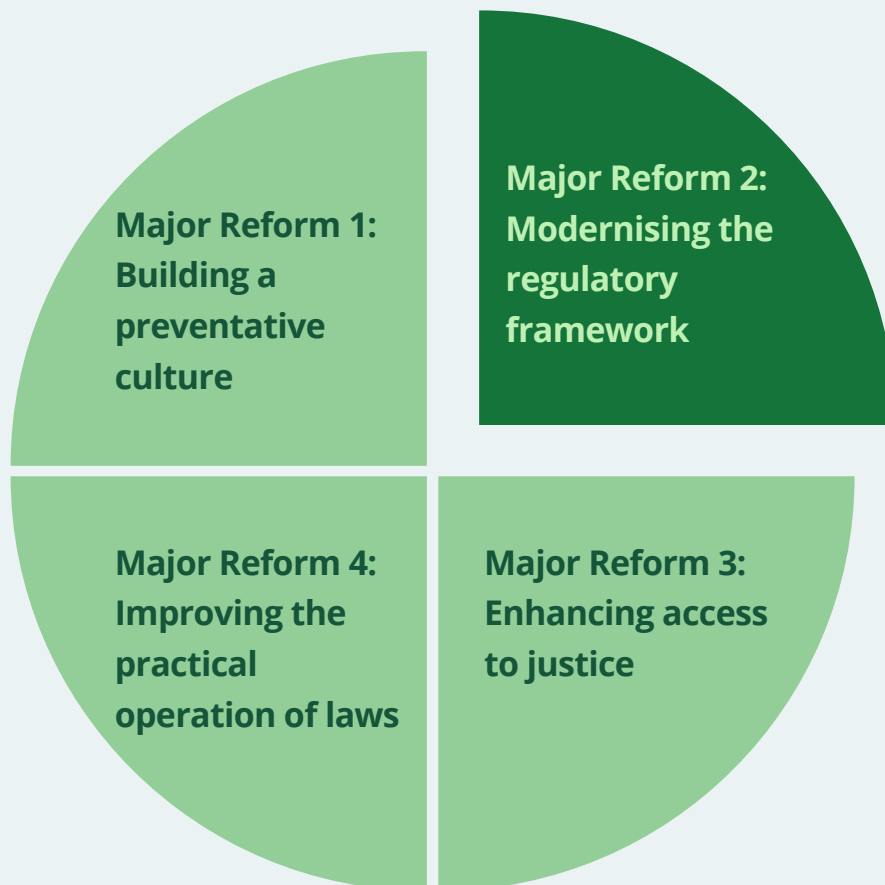 Major Reform 1:
Building a
preventative
culture
Major Reform 2:
Modernising the
regulatory
framework
Major Reform 4:
Improving the
practical
operation of laws
Major Reform 3:
Enhancing access
to justice